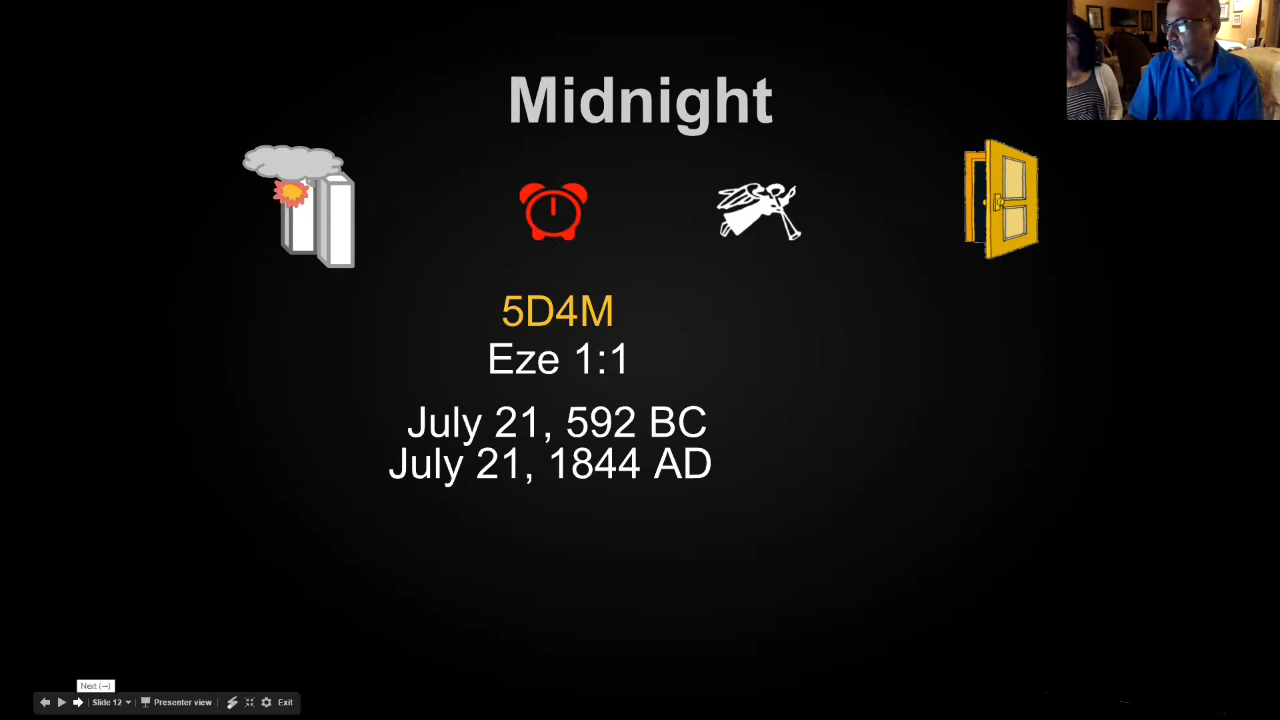 Midnight
5D4M
Eze 1:1
July 21, 592 BC
July 21, 1844 AD
Next (→)
Slide 12
Presenter view
Exit